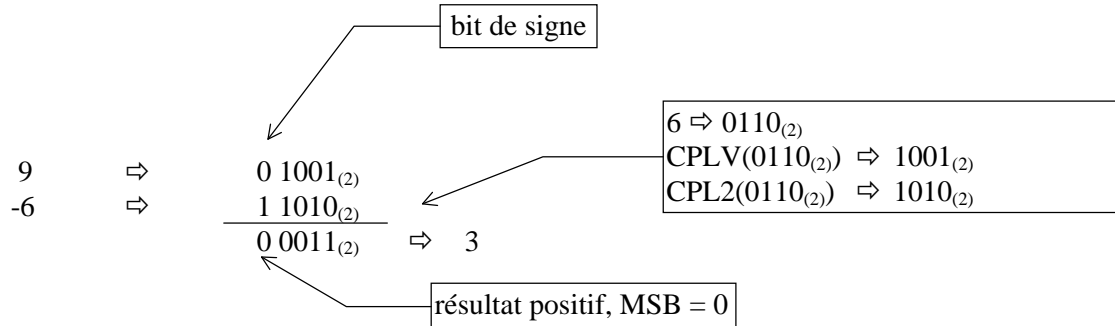 bit de signe
6 ⇨ 0110(2)
CPLV(0110(2)) ⇨ 1001(2)
CPL2(0110(2)) ⇨ 1010(2)
9 ⇨ 0 1001(2)
-6 ⇨ 1 1010(2)
0 0011(2) ⇨ 3
résultat positif, MSB = 0